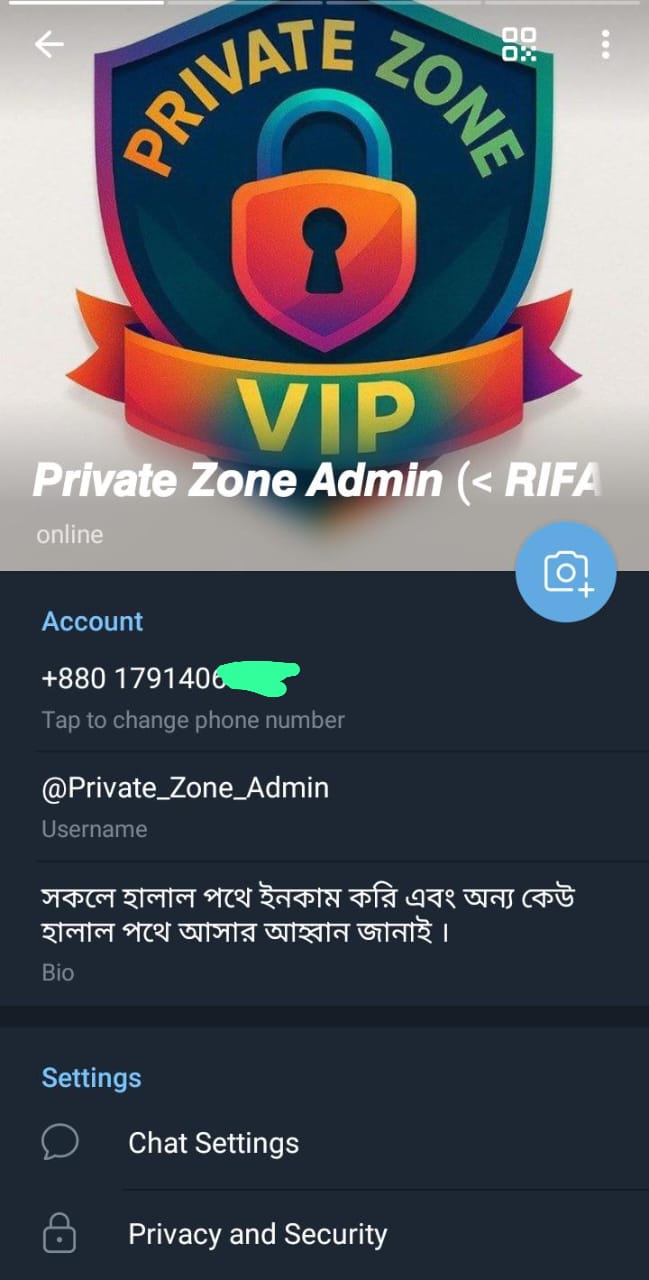 PRIVATE ZONE
VIP
Private Zone Admin (< RIFA
online
Account
+880 1791406
Tap to change phone number
@Private_Zone_Admin
Username
সকলে হালাল পথে ইনকাম করি এবং অন্য কেউ
হালাল পথে আসার আহ্বান জানাই ।
Bio
Settings
Chat Settings
Privacy and Security